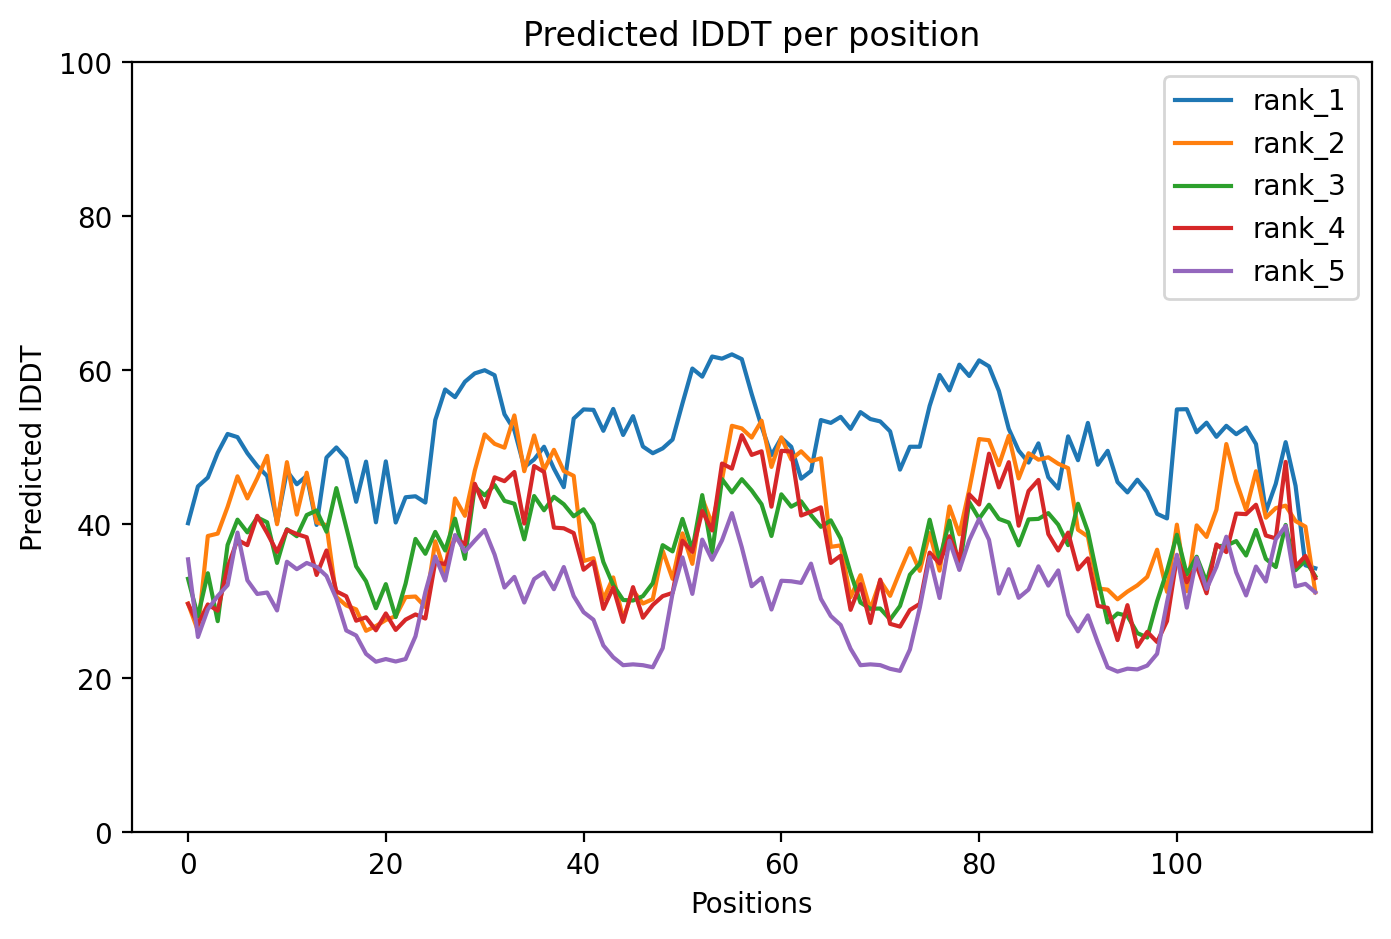 Predicted lDDT per position
100
80
60
40
20
0
Predicted lDDT
0 20 40 60 80 100
Positions
rank_1
rank_2
rank_3
rank_4
rank_5